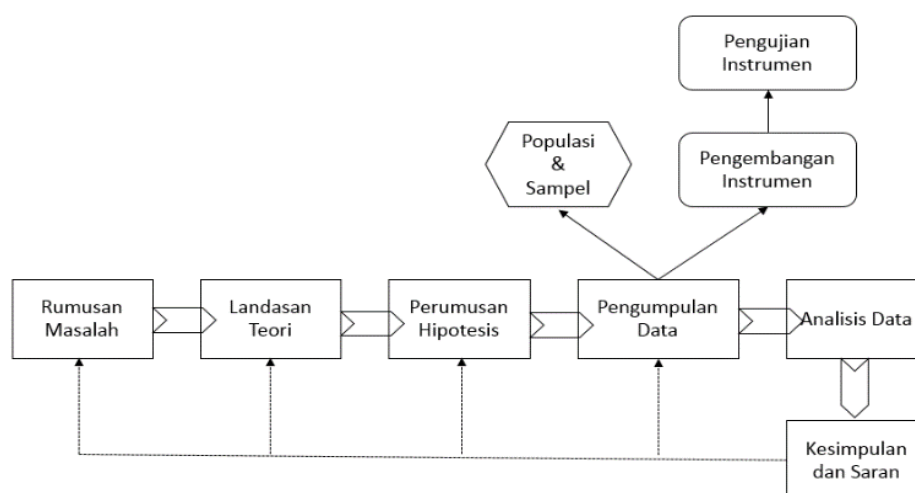 Pengujian
Instrumen
Populasi
&
Sampel
Pengembangan
Instrumen
Rumusan
Masalah
Landasan
Teori
Perumusan
Hipotesis
Pengumpulan
Data
Analisis Data
Kesimpulan
dan Saran